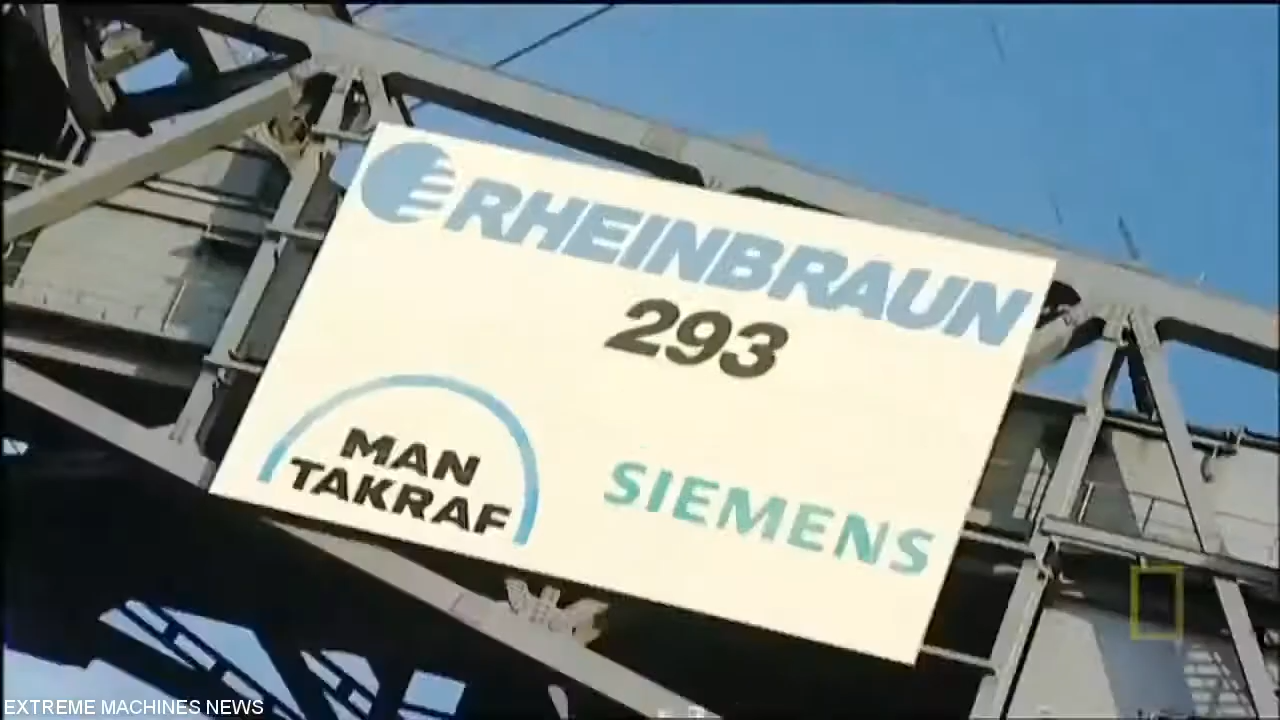 RHEINBRAUN
293
MAN
TAKRAF
SIEMENS
EXTREME MACHINES NEWS